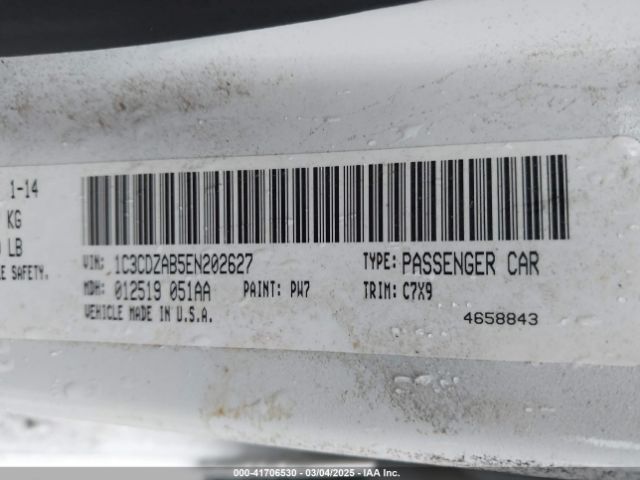 1-14
KG
LB
SAFETY.
VIN: 1C3CDZAB5EN202627 TYPE: PASSENGER CAR
MDH: 012519 051AA PAINT: PW7 TRIM: C7X9
VEHICLE MADE IN U.S.A.
4658843
000-41706530 - 03/04/2025 - IAA Inc.